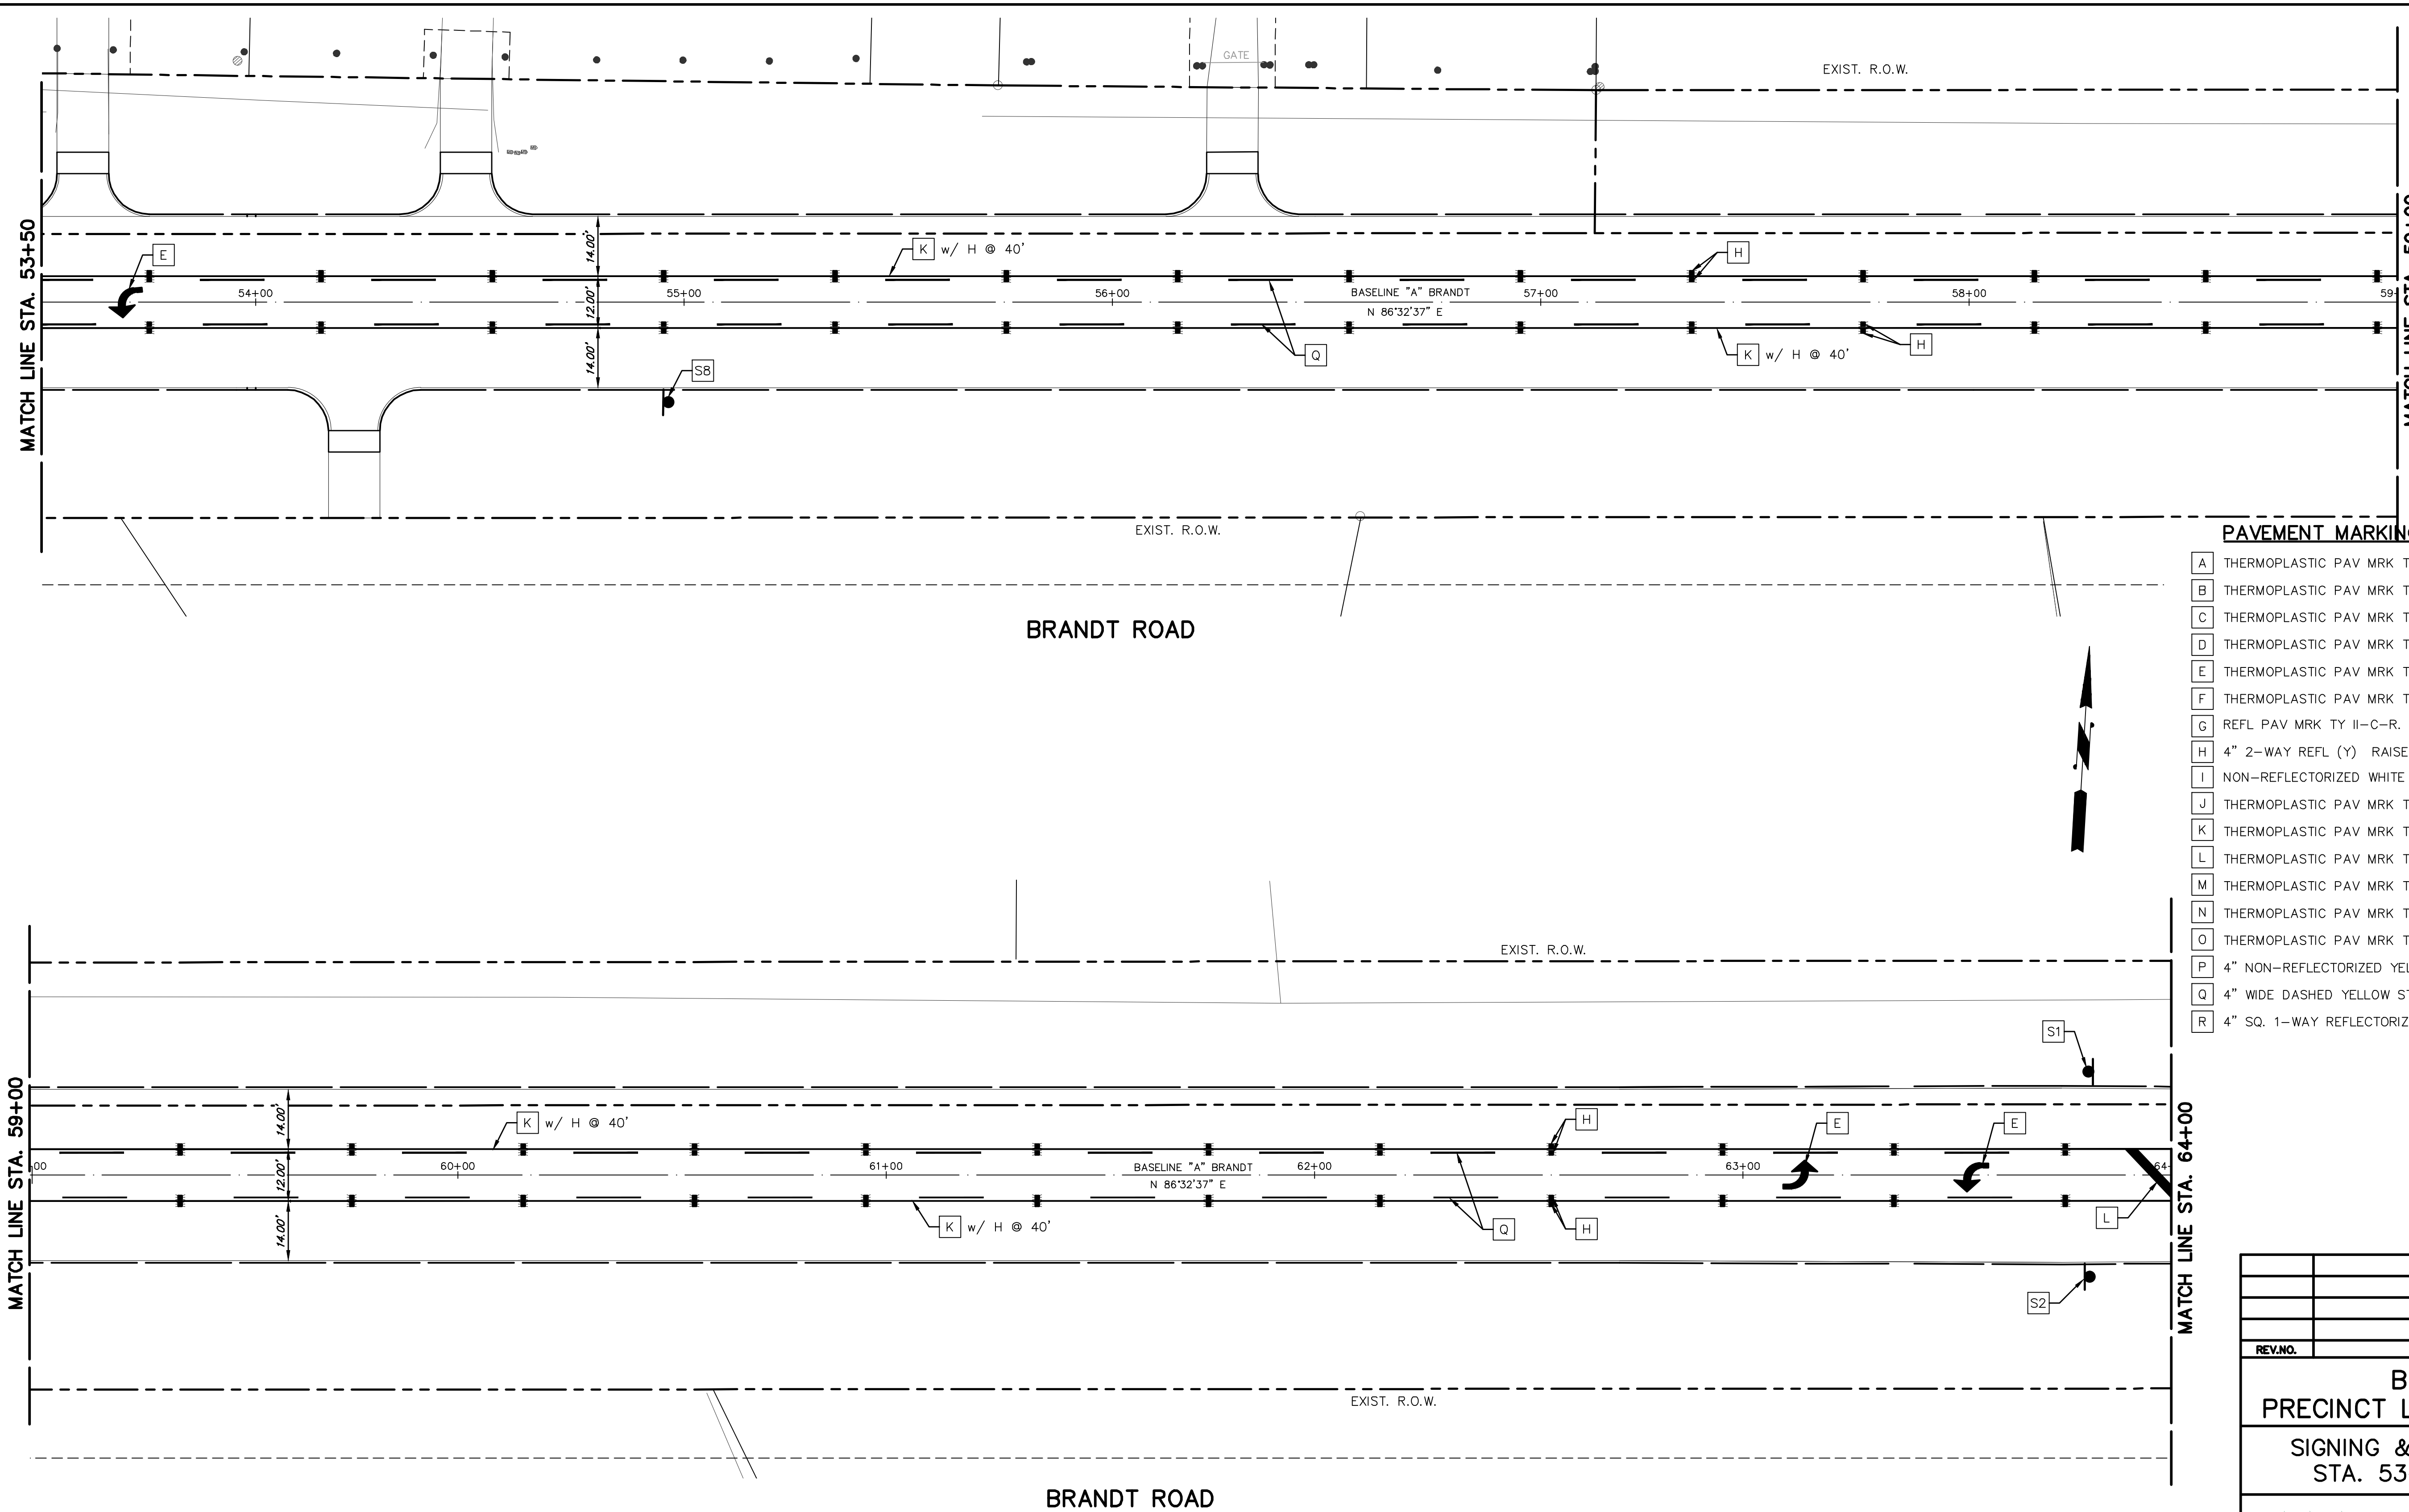 GATE
EXIST. R.O.W.
MATCH LINE STA. 53+50
14.00'
E
K w/ H @ 40'
H
54+00
55+00
56+00
BASELINE "A" BRANDT
57+00
58+00
12.00'
N 86°32'37" E
Q
K w/ H @ 40'
H
14.00'
S8
EXIST. R.O.W.
BRANDT ROAD
A THERMOPLASTIC PAV MRK
B THERMOPLASTIC PAV MRK
C THERMOPLASTIC PAV MRK
D THERMOPLASTIC PAV MRK
E THERMOPLASTIC PAV MRK
F THERMOPLASTIC PAV MRK
G REFL PAV MRK TY II-C-R.
H 4" 2-WAY REFL (Y) RAISE
I NON-REFLECTORIZED WHITE
J THERMOPLASTIC PAV MRK
K THERMOPLASTIC PAV MRK
L THERMOPLASTIC PAV MRK
M THERMOPLASTIC PAV MRK
N THERMOPLASTIC PAV MRK
O THERMOPLASTIC PAV MRK
P 4" NON-REFLECTORIZED
Q 4" WIDE DASHED YELLOW
R 4" SQ. 1-WAY
PAVEMENT
EXIST. R.O.W.
MATCH LINE STA. 59+00
S1
14.00'
K w/ H @ 40'
H
E
E
60+00
61+00
BASELINE "A" BRANDT
62+00
63+00
12.00'
N 86°32'37" E
K w/ H @ 40'
Q
H
L
14.00'
MATCH LINE STA. 64+00
S2
EXIST. R.O.W.
BRANDT ROAD
REV.NO.
B
PRECINCT L
SIGNING &
STA. 53